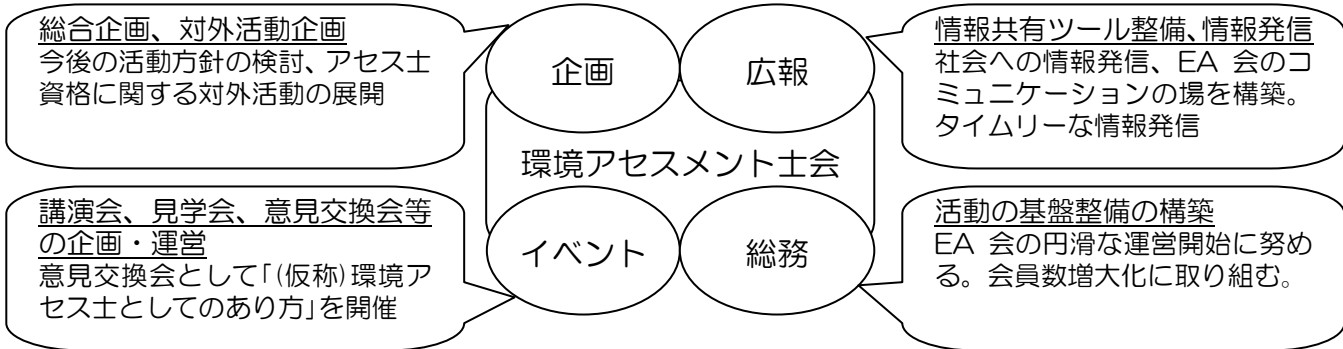 総合企画、対外活動企画
今後の活動方針の検討、アセス士
資格に関する対外活動の展開
企画
広報
情報共有ツール整備、情報発信
社会への情報発信、EA 会のコ
ミュニケーションの場を構築。
タイムリーな情報発信
環境アセスメント士会
講演会、見学会、意見交換会等
の企画・運営
意見交換会として「(仮称)環境ア
セス士としてのあり方」を開催
イベント
総務
活動の基盤整備の構築
EA 会の円滑な運営開始に努め
る。会員数増大化に取り組む。